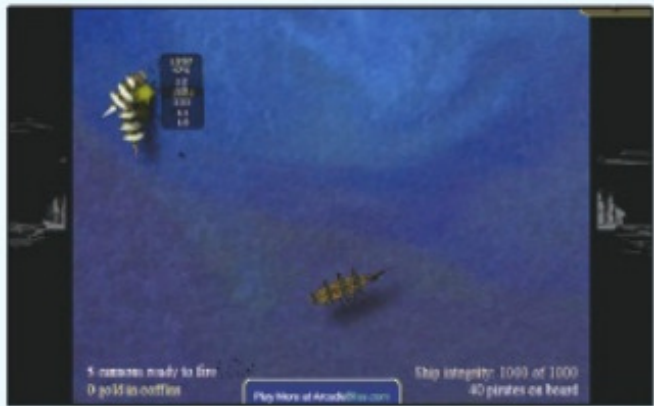 5 cannons ready to fire
0 gold in coffins
Ship integrity: 1000 of 1000
40 pirates on board
Play More at ArcadeBliss.com